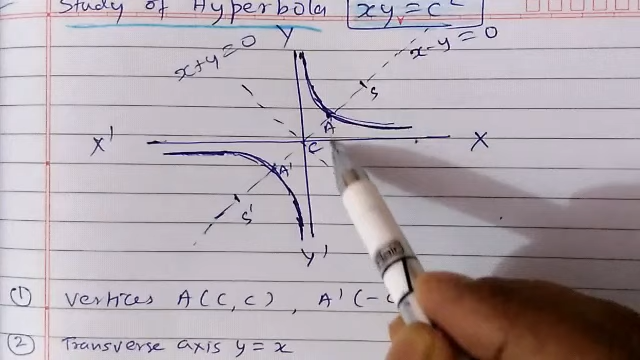 Study of Hyperbola xy = c²
x+y=0
Y
x-y=0
S
A
X'
C
X
A'
S'
Y'
① Vertices A(c, c), A'(-c
② Transverse axis y = x